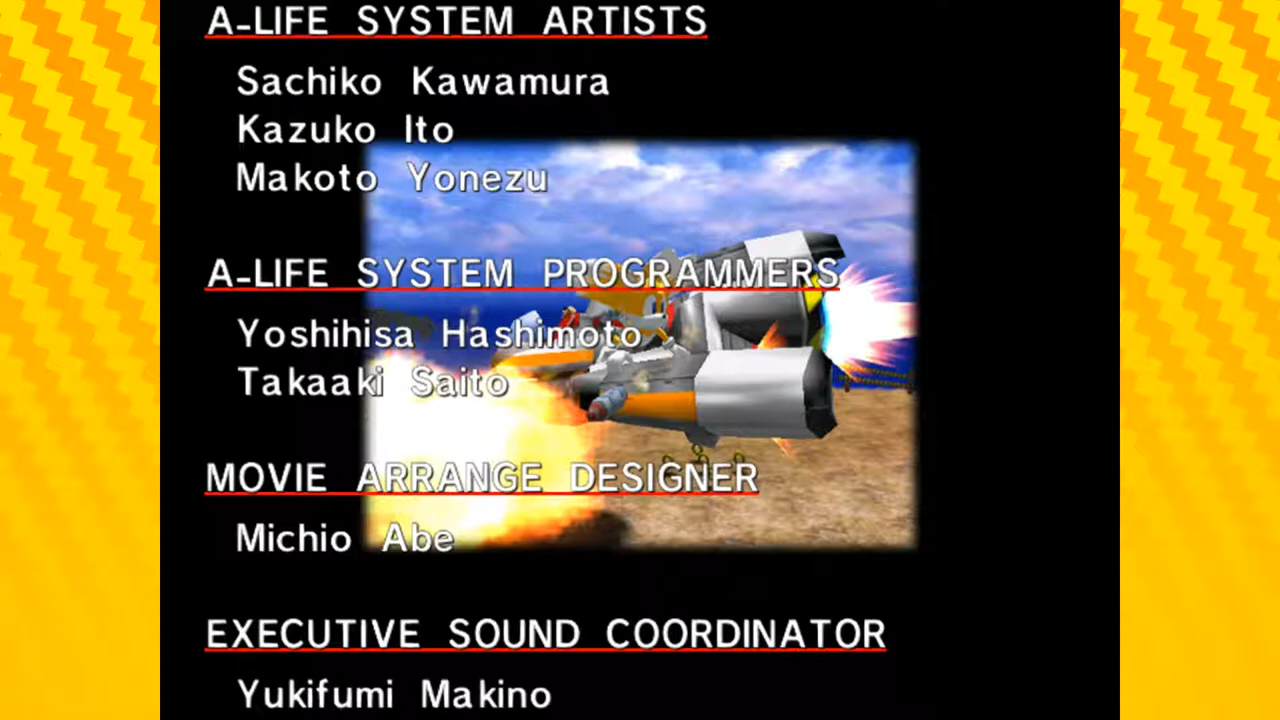 A-LIFE SYSTEM ARTISTS
Sachiko Kawamura
Kazuko Ito
Makoto Yonezu
A-LIFE SYSTEM PROGRAMMERS
Yoshihisa Hashimoto
Takaaki Saito
MOVIE ARRANGE DESIGNER
Michio Abe
EXECUTIVE SOUND COORDINATOR
Yukifumi Makino